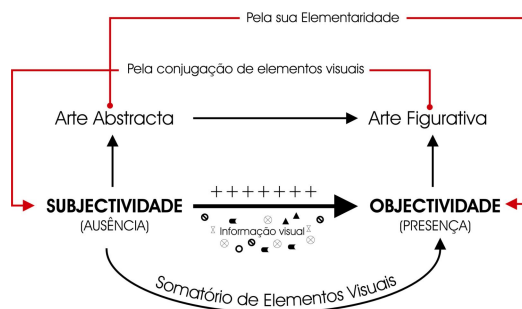 Pela sua Elementaridade
Pela conjugação de elementos visuais
Arte Abstracta
Arte Figurativa
+ + + + + + +
SUBJECTIVIDADE
OBJECTIVIDADE
(AUSÊNCIA)
(PRESENÇA)
Informação visual
Somatório de Elementos Visuais